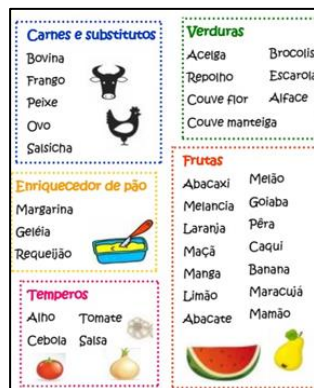 Carnes e substitutos
Bovina
Frango
Peixe
Ovo
Salsicha
Enriquecedor de pão
Margarina
Geléia
Requeijão
Temperos
Alho Tomate
Cebola Salsa
Verduras
Acelga Brocolis
Repolho Escarola
Couve flor Alface
Couve manteiga
Frutas
Abacaxi Melão
Melancia Goiaba
Laranja Pêra
Maçã Caqui
Manga Banana
Limão Maracujá
Abacate Mamão